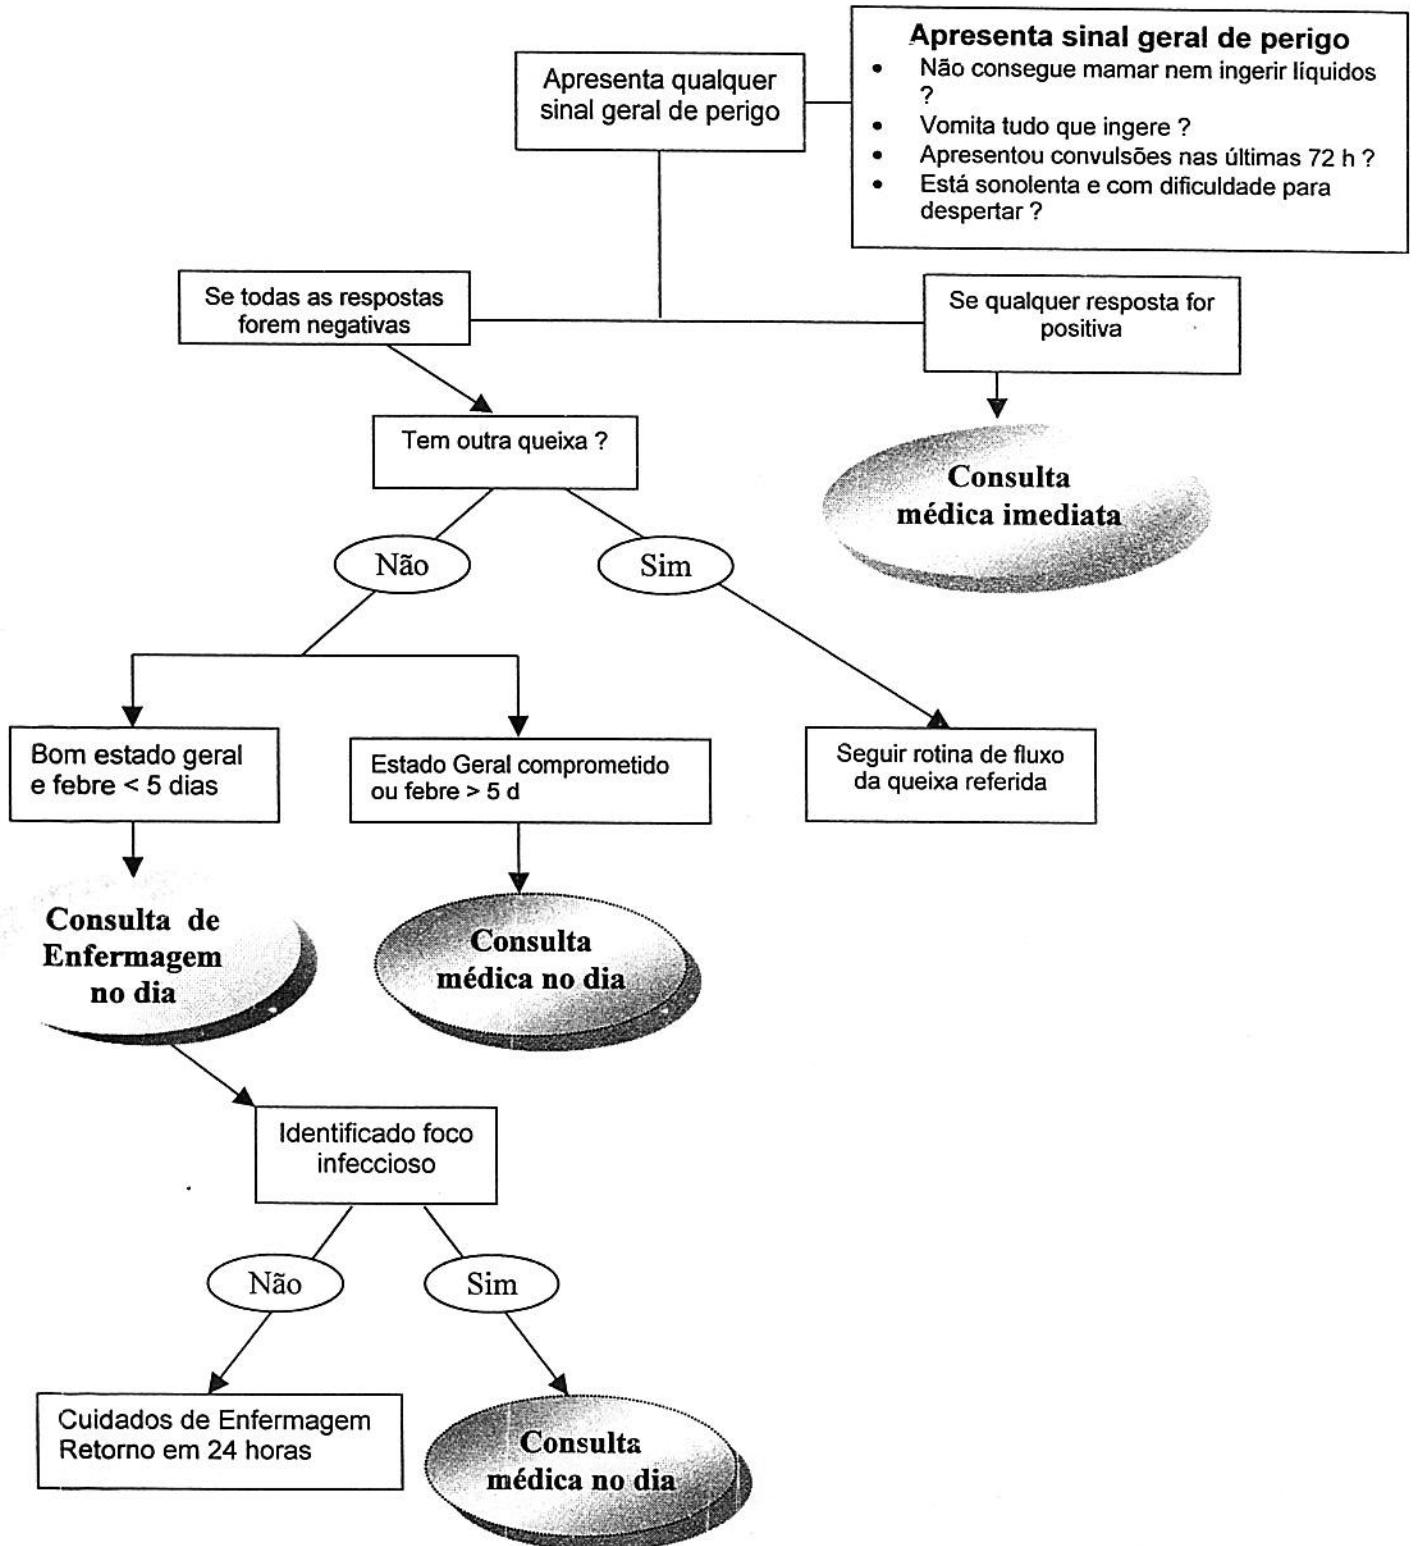 Apresenta qualquer
sinal geral de perigo
Apresenta sinal geral de perigo
• Não consegue mamar nem ingerir líquidos
?
• Vomita tudo que ingere ?
• Apresentou convulsões nas últimas 72 h ?
• Está sonolenta e com dificuldade para
despertar ?
Se todas as respostas
forem negativas
Se qualquer resposta for
positiva
Tem outra queixa ?
Consulta
médica imediata
Não
Sim
Bom estado geral
e febre < 5 dias
Estado Geral comprometido
ou febre > 5 d
Seguir rotina de fluxo
da queixa referida
Consulta de
Enfermagem
no dia
Consulta
médica no dia
Identificado foco
infeccioso
Não
Sim
Cuidados de Enfermagem
Retorno em 24 horas
Consulta
médica no dia